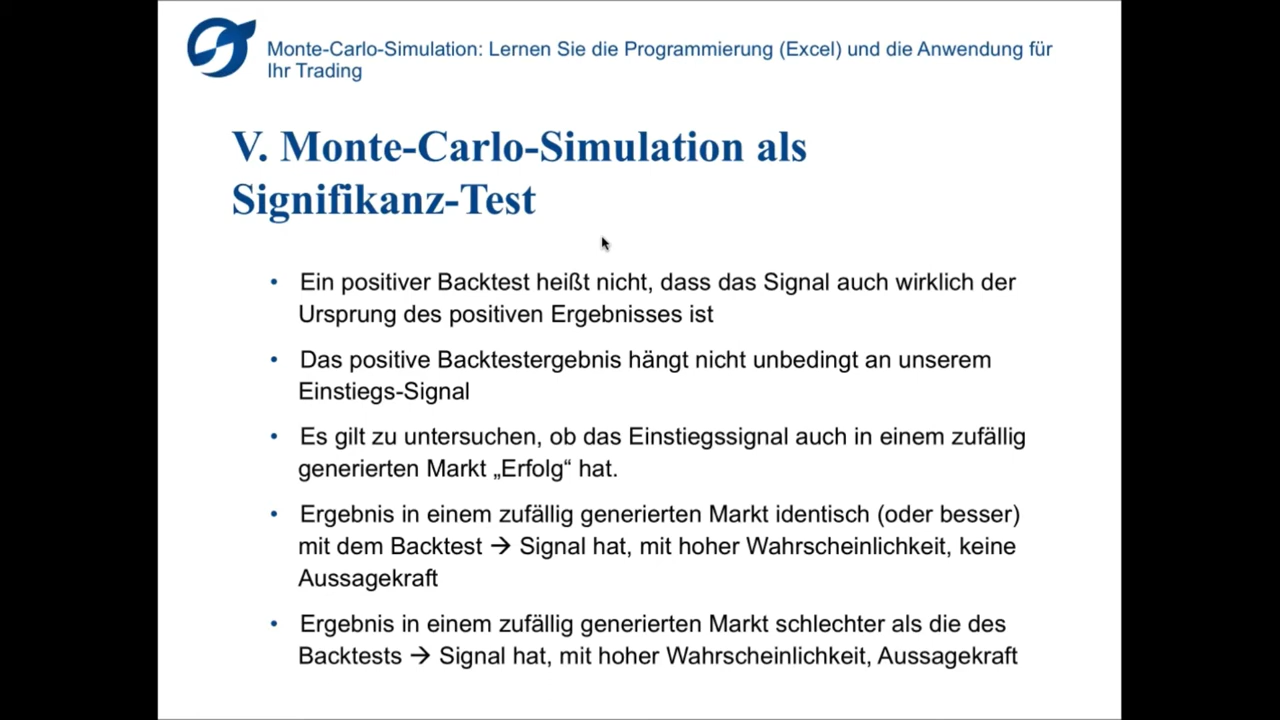 Monte-Carlo-Simulation: Lernen Sie die Programmierung (Excel) und die Anwendung für
Ihr Trading
V. Monte-Carlo-Simulation als
Signifikanz-Test
• Ein positiver Backtest heißt nicht, dass das Signal auch wirklich der
Ursprung des positiven Ergebnisses ist
• Das positive Backtestergebnis hängt nicht unbedingt an unserem
Einstiegs-Signal
• Es gilt zu untersuchen, ob das Einstiegssignal auch in einem zufällig
generierten Markt „Erfolg“ hat.
• Ergebnis in einem zufällig generierten Markt identisch (oder besser)
mit dem Backtest → Signal hat, mit hoher Wahrscheinlichkeit, keine
Aussagekraft
• Ergebnis in einem zufällig generierten Markt schlechter als die des
Backtests → Signal hat, mit hoher Wahrscheinlichkeit, Aussagekraft